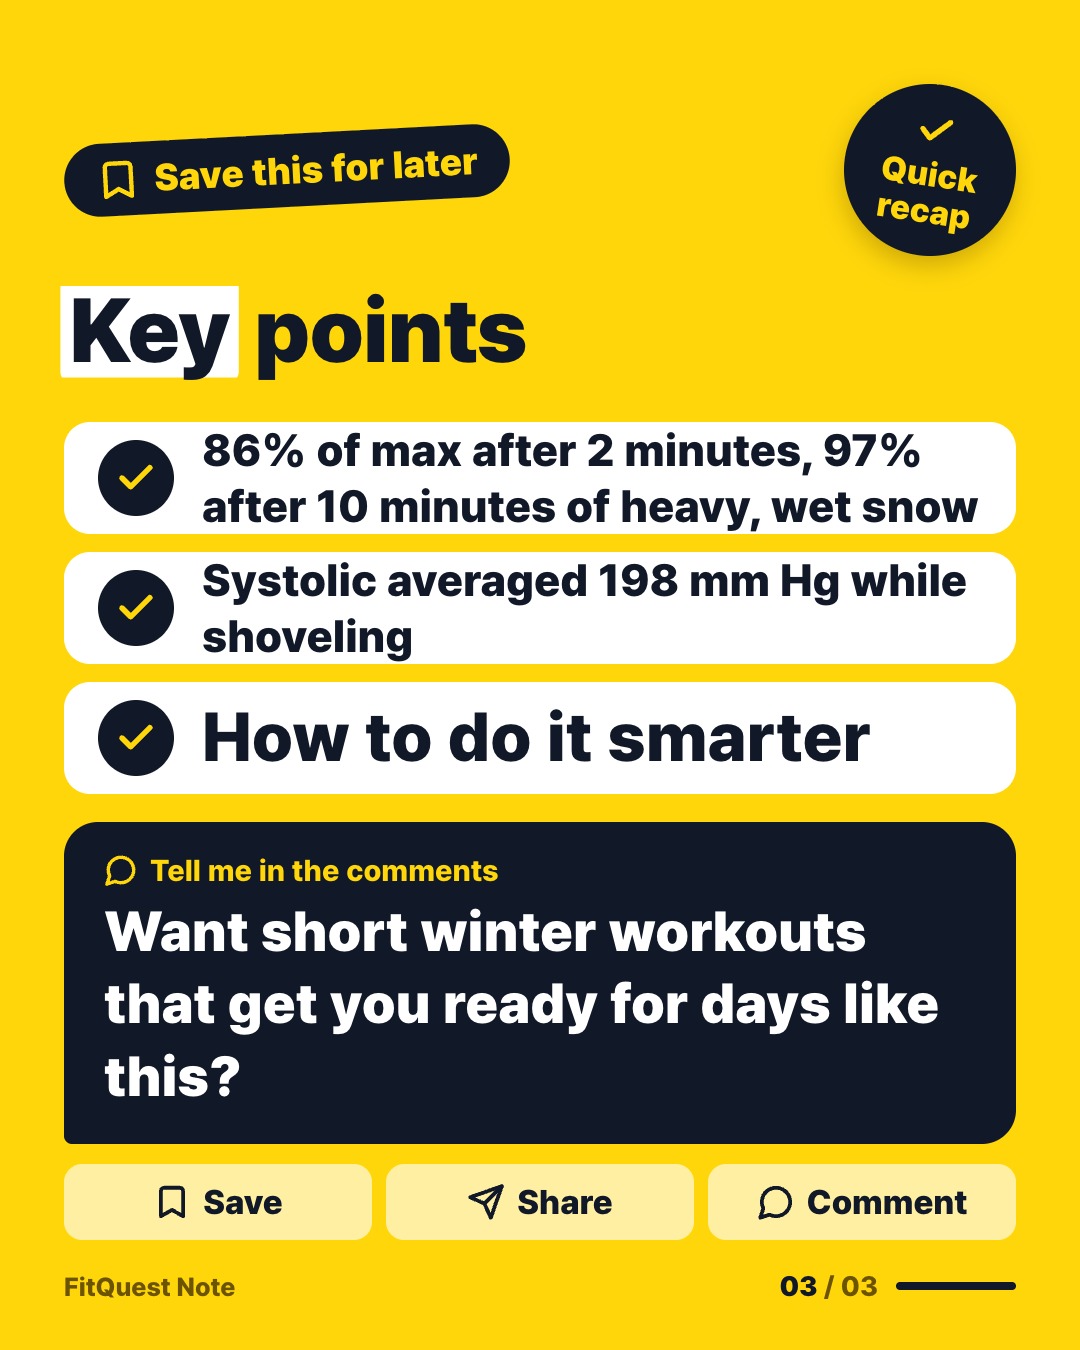 Save this for later
Quick
recap
Key points
86% of max after 2 minutes, 97%
after 10 minutes of heavy, wet snow
Systolic averaged 198 mm Hg while
shoveling
How to do it smarter
Tell me in the comments
Want short winter workouts
that get you ready for days like
this?
Save
Share
Comment
FitQuest Note
03 / 03